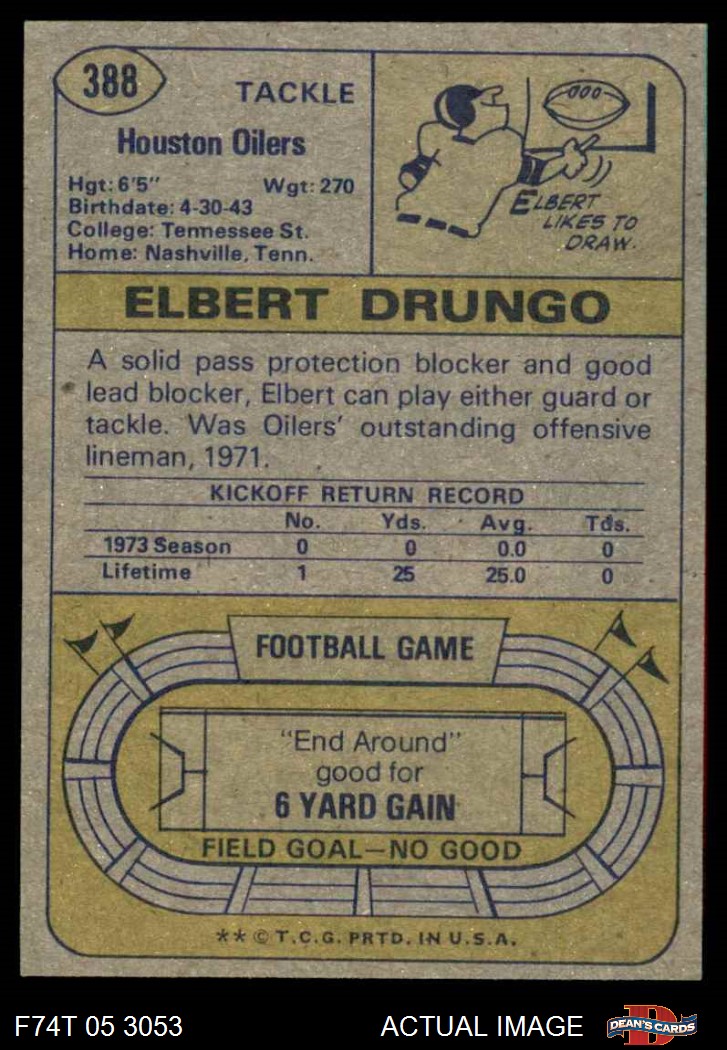 388
TACKLE
Houston Oilers
Hgt: 6'5" Wgt: 270
Birthdate: 4-30-43
College: Tennessee St.
Home: Nashville, Tenn.
ELBERT
LIKES TO
DRAW.
ELBERT DRUNGO
A solid pass protection blocker and good
lead blocker, Elbert can play either guard or
tackle. Was Oilers' outstanding offensive
lineman, 1971.
KICKOFF RETURN RECORD
No. Yds. Avg. Tds.
1973 Season 0 0 0.0 0
Lifetime 1 25 25.0 0
FOOTBALL GAME
"End Around"
good for
6 YARD GAIN
FIELD GOAL—NO GOOD
** © T.C.G. PRTD. IN U.S.A.
F74T 05 3053 ACTUAL IMAGE
D
DEAN'S CARDS